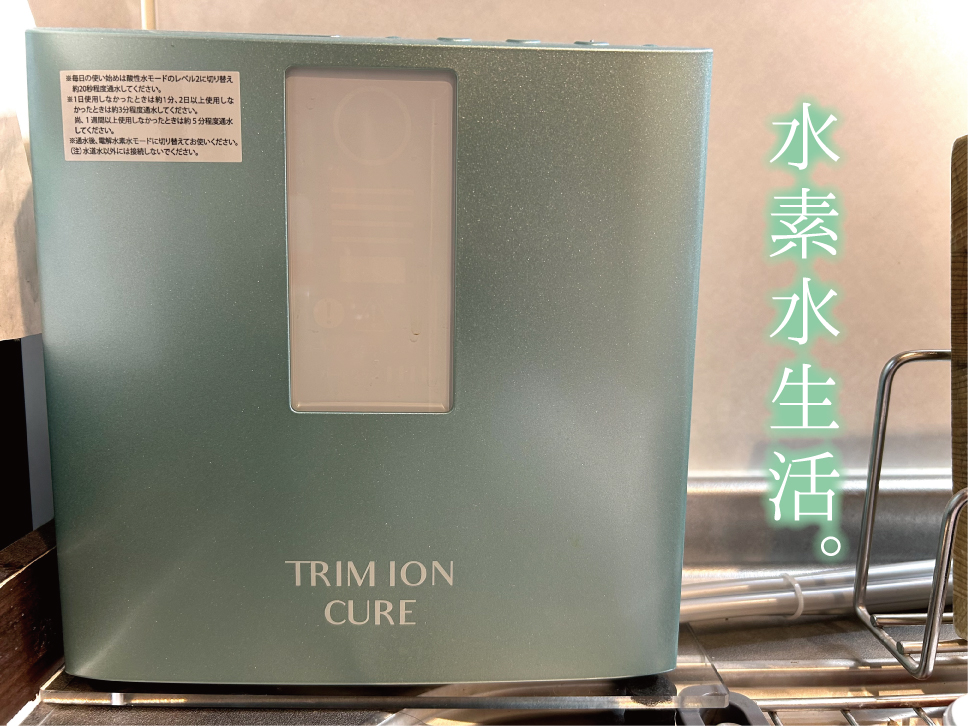 ※毎日の使い始めは酸性水モードのレベル2に切り替え
約20秒程度通水してください。
※1日使用しなかったときは約1分、2日以上使用しな
かったときは約3分程度通水してください。
尚、1週間以上使用しなかったときは約5分程度通水
してください。
※通水後、電解水素水モードに切り替えてお使いください。
(注)水道水以外には接続しないでください。
TRIM ION
CURE
水素水生活。